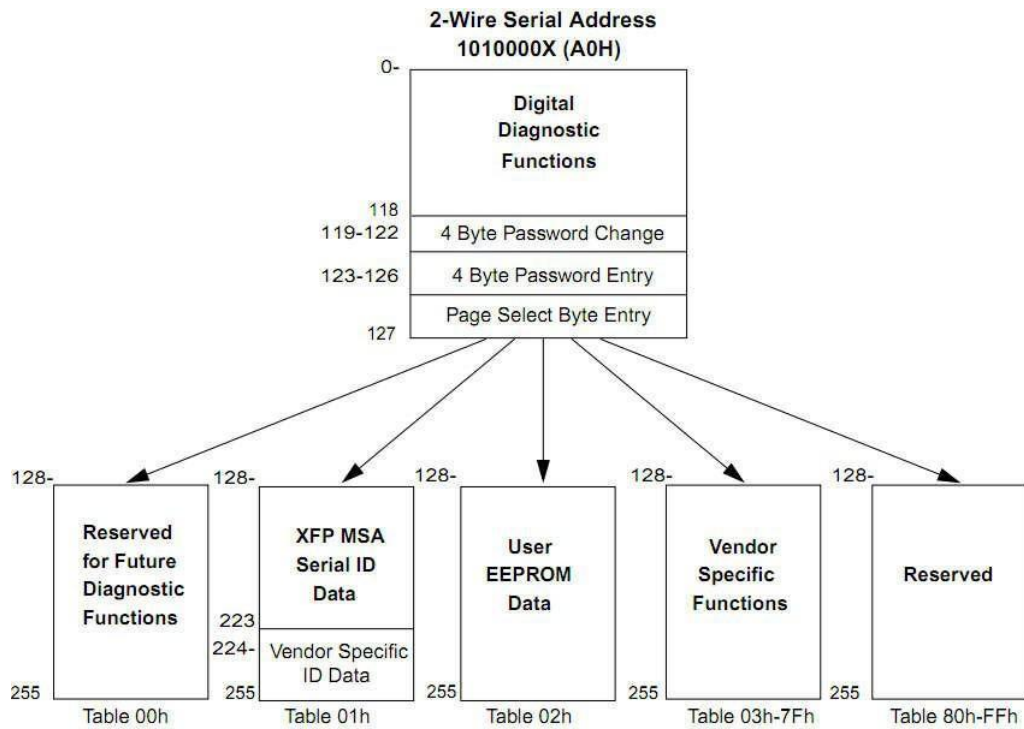 2-Wire Serial Address
1010000X (A0H)
0-
Digital
Diagnostic
Functions
118
119-122
4 Byte Password Change
123-126
4 Byte Password Entry
Page Select Byte Entry
127
128-
128-
128-
128-
128-
Reserved
for Future
Diagnostic
Functions
XFP MSA
Serial ID
Data
User
EEPROM
Data
Vendor
Specific
Functions
Reserved
223
224-
Vendor Specific
ID Data
255
255
255
255
255
Table 00h
Table 01h
Table 02h
Table 03h-7Fh
Table 80h-FFh